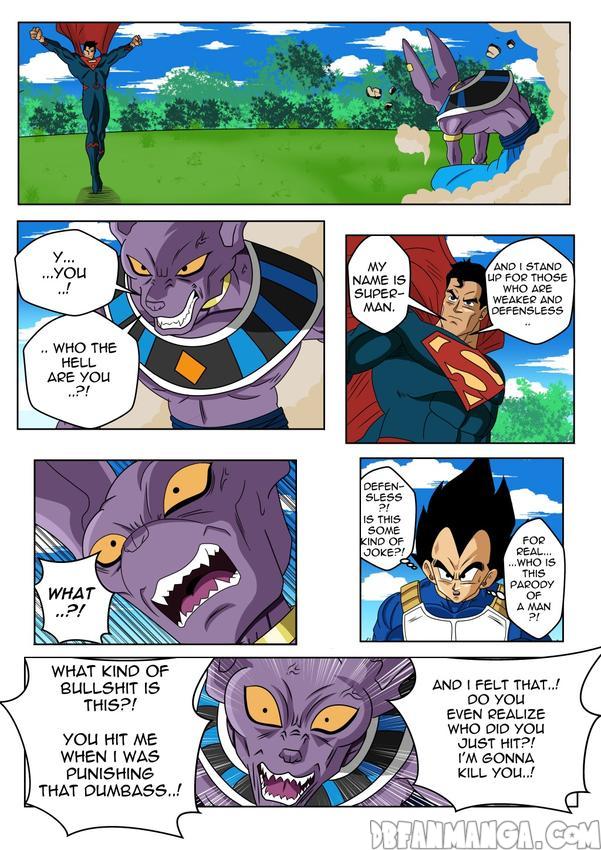 Y...
...YOU
..!
.. WHO THE
HELL
ARE YOU
..?!
MY
NAME IS
SUPER-
MAN.
AND I STAND
UP FOR THOSE
WHO ARE
WEAKER AND
DEFENSLESS
..
WHAT
..?!
DEFEN-
SLESS
?!
IS THIS
SOME
KIND OF
JOKE?!
FOR
REAL...
...WHO IS
THIS
PARODY
OF
A MAN
?!
WHAT KIND OF
BULLSHIT IS
THIS?!
YOU HIT ME
WHEN I WAS
PUNISHING
THAT DUMBASS..!
AND I FELT THAT..!
DO YOU
EVEN REALIZE
WHO DID YOU
JUST HIT?!
I'M GONNA
KILL YOU..!
DBFANMANGA.COM